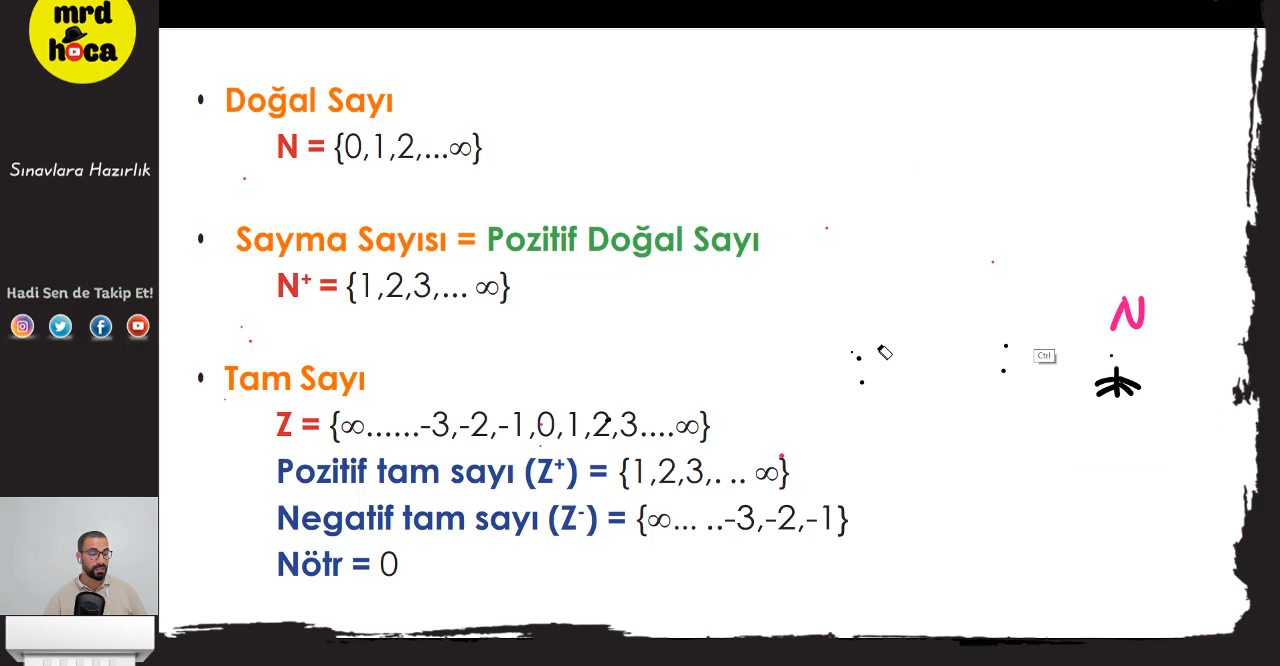 mrd
hoca
Sınavlara Hazırlık
Hadi Sen de Takip Et!
• Doğal Sayı
N = {0,1,2,...∞}
• Sayma Sayısı = Pozitif Doğal Sayı
N⁺ = {1,2,3,... ∞}
• Tam Sayı
Z = {∞......-3,-2,-1,0,1,2,3....∞}
Pozitif tam sayı (Z⁺) = {1,2,3,. .. ∞}
Negatif tam sayı (Z⁻) = {∞... ..-3,-2,-1}
Nötr = 0
N
Ctrl